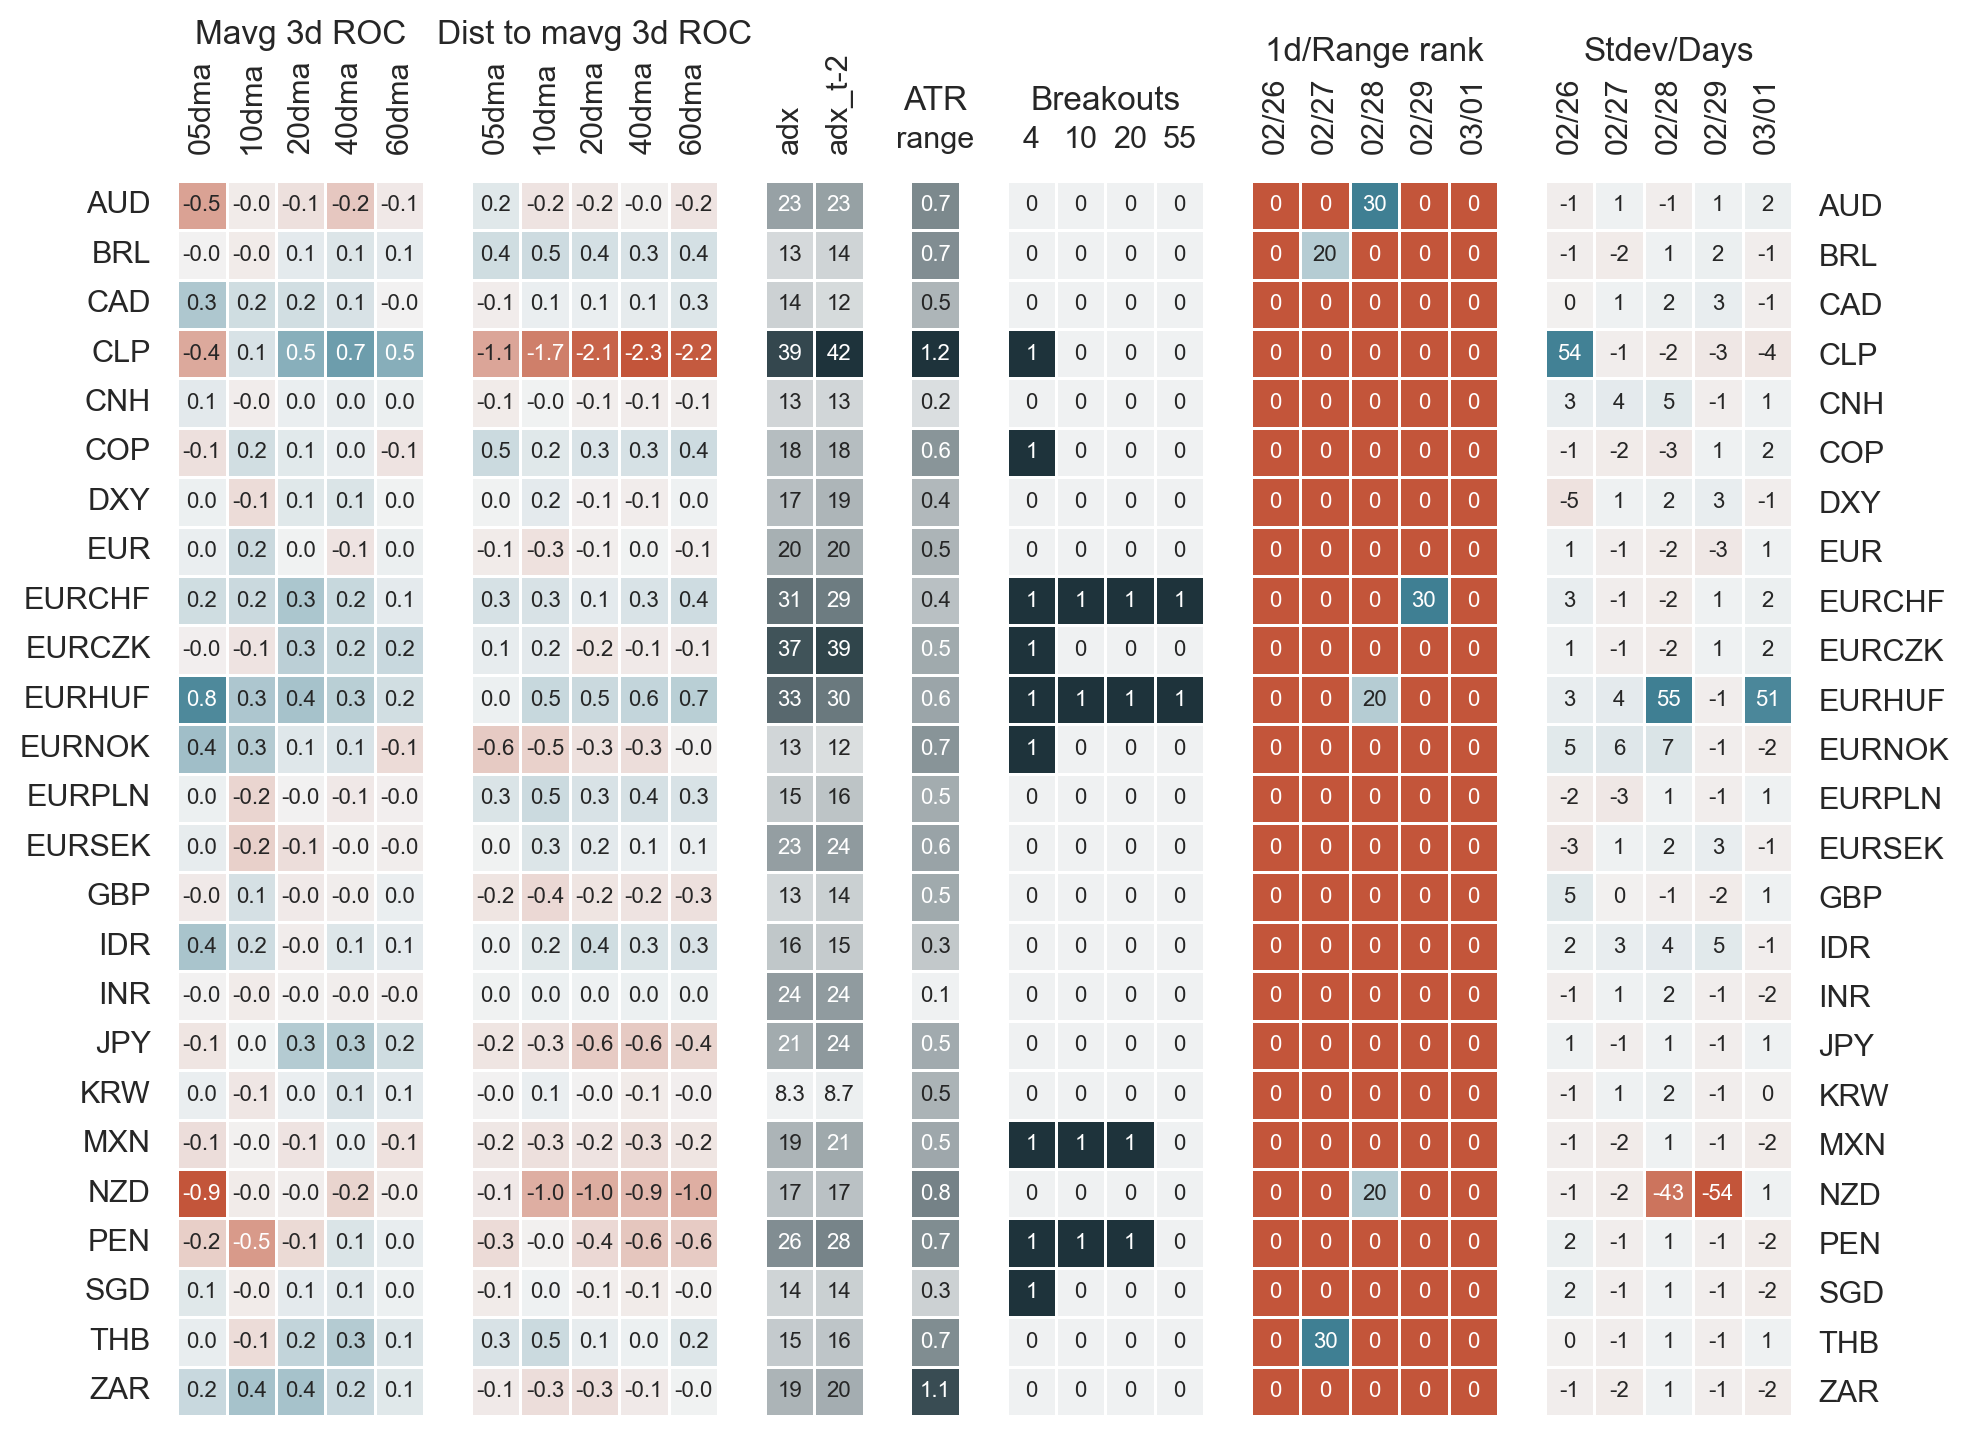 Mavg 3d ROC Dist to mavg 3d ROC 1d/Range rank Stdev/Days
ATR Breakouts
05dma 10dma 20dma 40dma 60dma 05dma 10dma 20dma 40dma 60dma adx adx_t-2 range 4 10 20 55 02/26 02/27 02/28 02/29 03/01 02/26 02/27 02/28 02/29 03/01
AUD -0.5 -0.0 -0.1 -0.2 -0.1 0.2 -0.2 -0.2 -0.0 -0.2 23 23 0.7 0 0 0 0 0 0 30 0 0 -1 1 -1 1 2 AUD
BRL -0.0 -0.0 0.1 0.1 0.1 0.4 0.5 0.4 0.3 0.4 13 14 0.7 0 0 0 0 0 20 0 0 0 -1 -2 1 2 -1 BRL
CAD 0.3 0.2 0.2 0.1 -0.0 -0.1 0.1 0.1 0.1 0.3 14 12 0.5 0 0 0 0 0 0 0 0 0 0 1 2 3 -1 CAD
CLP -0.4 0.1 0.5 0.7 0.5 -1.1 -1.7 -2.1 -2.3 -2.2 39 42 1.2 1 0 0 0 0 0 0 0 0 54 -1 -2 -3 -4 CLP
CNH 0.1 -0.0 0.0 0.0 0.0 -0.1 -0.0 -0.1 -0.1 -0.1 13 13 0.2 0 0 0 0 0 0 0 0 0 3 4 5 -1 1 CNH
COP -0.1 0.2 0.1 0.0 -0.1 0.5 0.2 0.3 0.3 0.4 18 18 0.6 1 0 0 0 0 0 0 0 0 -1 -2 -3 1 2 COP
DXY 0.0 -0.1 0.1 0.1 0.0 0.0 0.2 -0.1 -0.1 0.0 17 19 0.4 0 0 0 0 0 0 0 0 0 -5 1 2 3 -1 DXY
EUR 0.0 0.2 0.0 -0.1 0.0 -0.1 -0.3 -0.1 0.0 -0.1 20 20 0.5 0 0 0 0 0 0 0 0 0 1 -1 -2 -3 1 EUR
EURCHF 0.2 0.2 0.3 0.2 0.1 0.3 0.3 0.1 0.3 0.4 31 29 0.4 1 1 1 1 0 0 0 30 0 3 -1 -2 1 2 EURCHF
EURCZK -0.0 -0.1 0.3 0.2 0.2 0.1 0.2 -0.2 -0.1 -0.1 37 39 0.5 1 0 0 0 0 0 0 0 0 1 -1 -2 1 2 EURCZK
EURHUF 0.8 0.3 0.4 0.3 0.2 0.0 0.5 0.5 0.6 0.7 33 30 0.6 1 1 1 1 0 0 20 0 0 3 4 55 -1 51 EURHUF
EURNOK 0.4 0.3 0.1 0.1 -0.1 -0.6 -0.5 -0.3 -0.3 -0.0 13 12 0.7 1 0 0 0 0 0 0 0 0 5 6 7 -1 -2 EURNOK
EURPLN 0.0 -0.2 -0.0 -0.1 -0.0 0.3 0.5 0.3 0.4 0.3 15 16 0.5 0 0 0 0 0 0 0 0 0 -2 -3 1 -1 1 EURPLN
EURSEK 0.0 -0.2 -0.1 -0.0 -0.0 0.0 0.3 0.2 0.1 0.1 23 24 0.6 0 0 0 0 0 0 0 0 0 -3 1 2 3 -1 EURSEK
GBP -0.0 0.1 -0.0 -0.0 0.0 -0.2 -0.4 -0.2 -0.2 -0.3 13 14 0.5 0 0 0 0 0 0 0 0 0 5 0 -1 -2 1 GBP
IDR 0.4 0.2 -0.0 0.1 0.1 0.0 0.2 0.4 0.3 0.3 16 15 0.3 0 0 0 0 0 0 0 0 0 2 3 4 5 -1 IDR
INR -0.0 -0.0 -0.0 -0.0 -0.0 0.0 0.0 0.0 0.0 0.0 24 24 0.1 0 0 0 0 0 0 0 0 0 -1 1 2 -1 -2 INR
JPY -0.1 0.0 0.3 0.3 0.2 -0.2 -0.3 -0.6 -0.6 -0.4 21 24 0.5 0 0 0 0 0 0 0 0 0 1 -1 1 -1 1 JPY
KRW 0.0 -0.1 0.0 0.1 0.1 -0.0 0.1 -0.0 -0.1 -0.0 8.3 8.7 0.5 0 0 0 0 0 0 0 0 0 -1 1 2 -1 0 KRW
MXN -0.1 -0.0 -0.1 0.0 -0.1 -0.2 -0.3 -0.2 -0.3 -0.2 19 21 0.5 1 1 1 0 0 0 0 0 0 -1 -2 1 -1 -2 MXN
NZD -0.9 -0.0 -0.0 -0.2 -0.0 -0.1 -1.0 -1.0 -0.9 -1.0 17 17 0.8 0 0 0 0 0 0 20 0 0 -1 -2 -43 -54 1 NZD
PEN -0.2 -0.5 -0.1 0.1 0.0 -0.3 -0.0 -0.4 -0.6 -0.6 26 28 0.7 1 1 1 0 0 0 0 0 0 2 -1 1 -1 -2 PEN
SGD 0.1 -0.0 0.1 0.1 0.0 -0.1 0.0 -0.1 -0.1 -0.0 14 14 0.3 1 0 0 0 0 0 0 0 0 2 -1 1 -1 -2 SGD
THB 0.0 -0.1 0.2 0.3 0.1 0.3 0.5 0.1 0.0 0.2 15 16 0.7 0 0 0 0 0 30 0 0 0 0 -1 1 -1 1 THB
ZAR 0.2 0.4 0.4 0.2 0.1 -0.1 -0.3 -0.3 -0.1 -0.0 19 20 1.1 0 0 0 0 0 0 0 0 0 -1 -2 1 -1 -2 ZAR